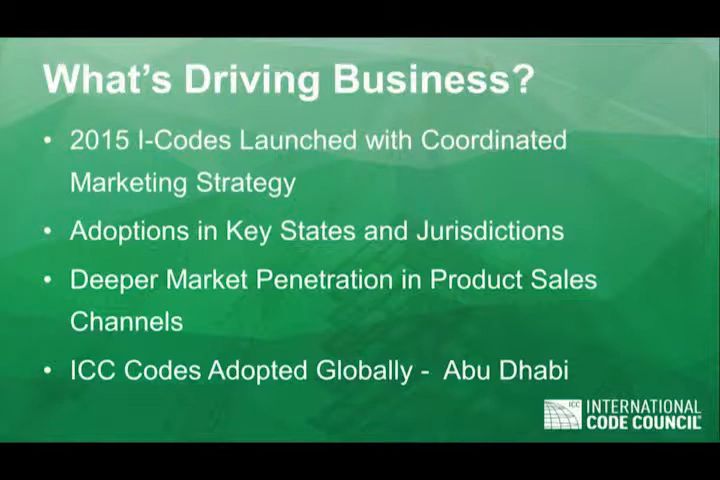 What's Driving Business?
• 2015 I-Codes Launched with Coordinated
Marketing Strategy
• Adoptions in Key States and Jurisdictions
• Deeper Market Penetration in Product Sales
Channels
• ICC Codes Adopted Globally - Abu Dhabi
ICC
INTERNATIONAL
CODE COUNCIL